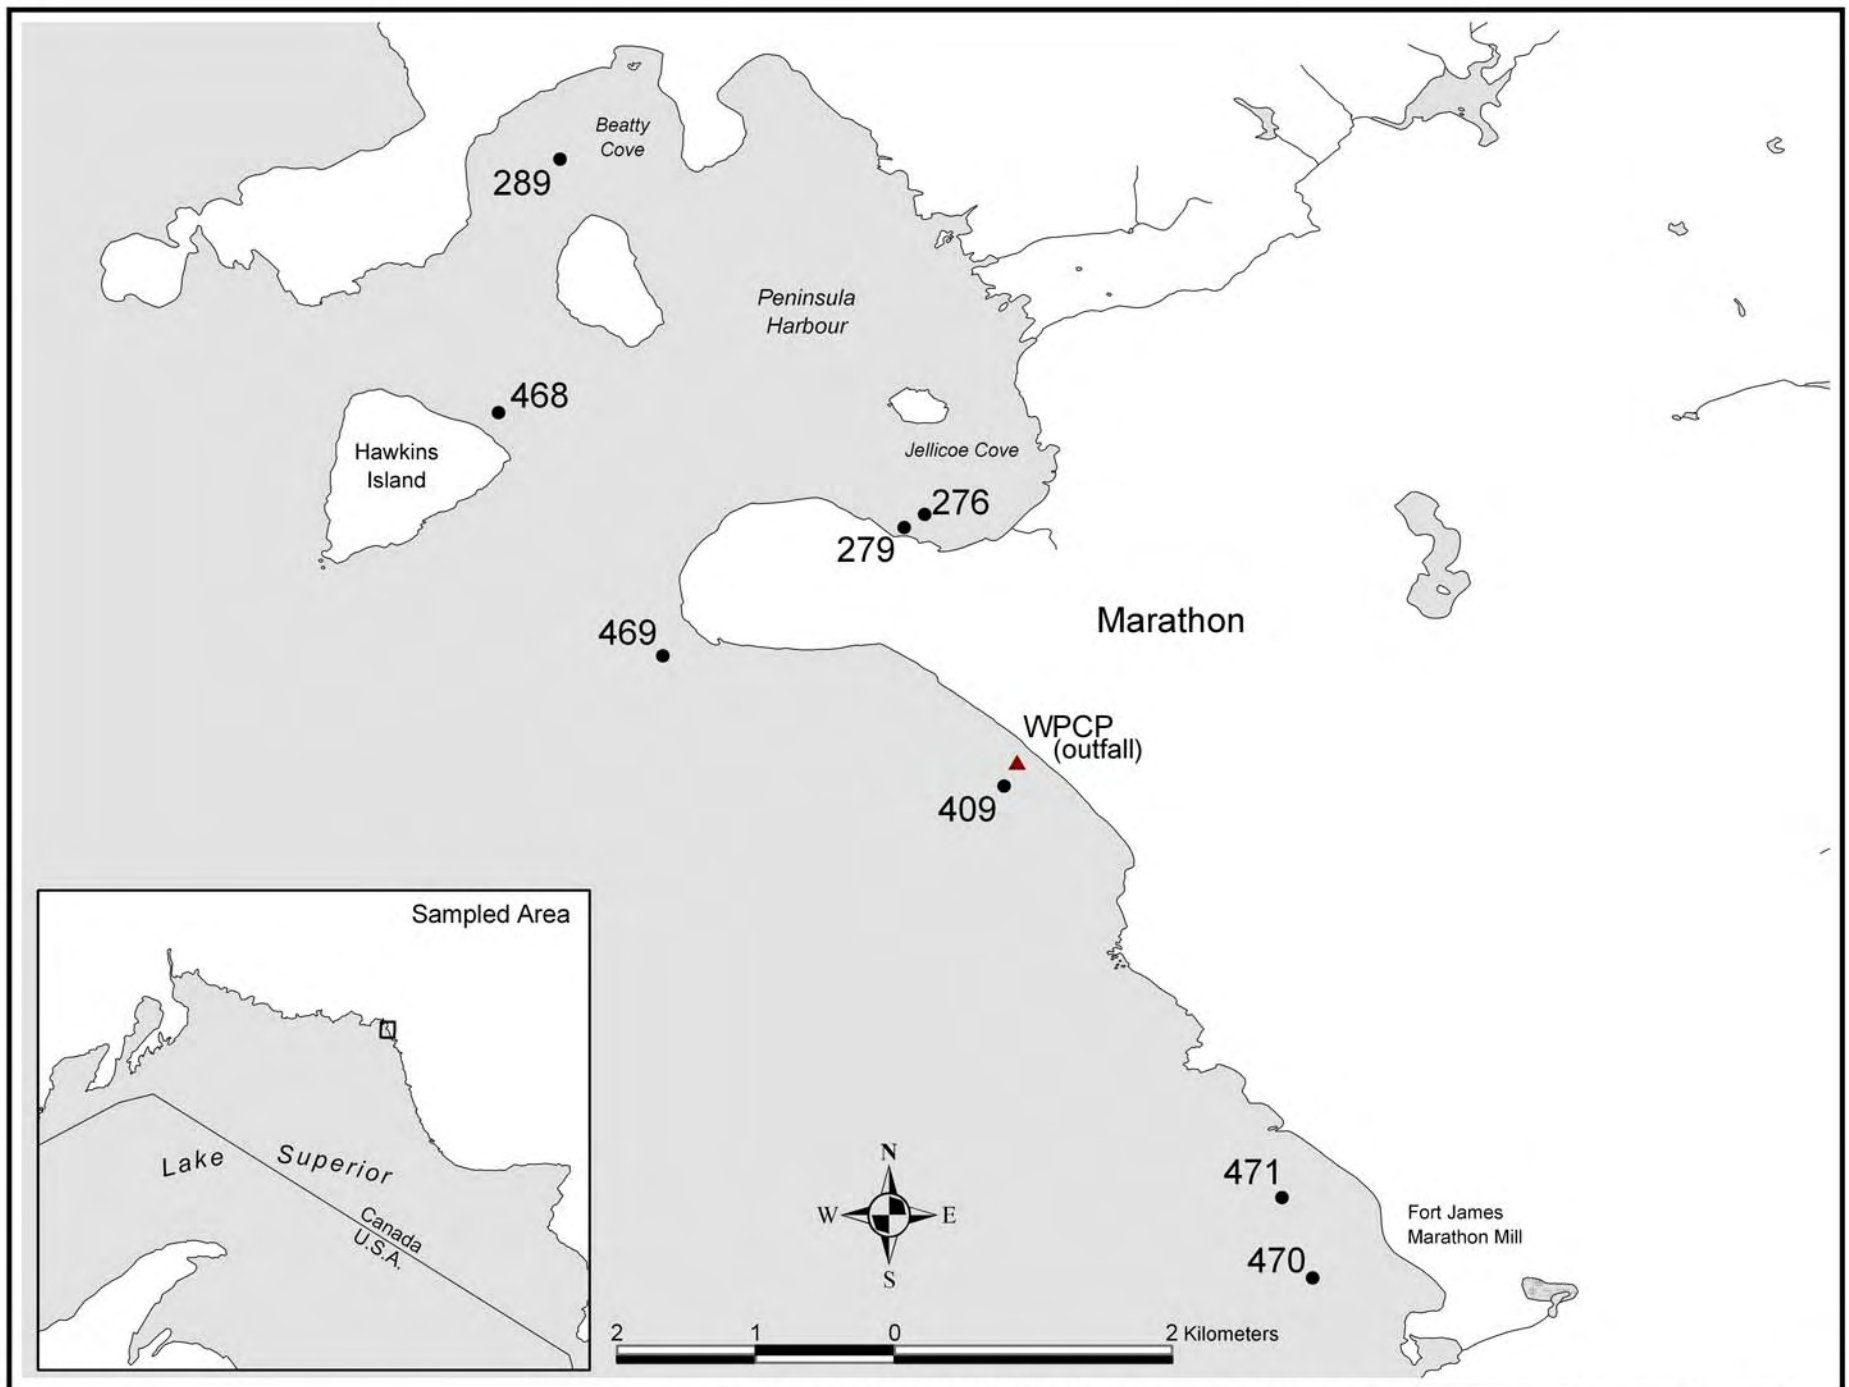 Beatty
Cove
289
Peninsula
Harbour
468
Hawkins
Island
Jellicoe Cove
276
279
Marathon
469
WPCP
(outfall)
409
Sampled Area
Lake Superior
Canada
U.S.A.
N
W E
S
471
Fort James
Marathon Mill
470
2 1 0 2 Kilometers